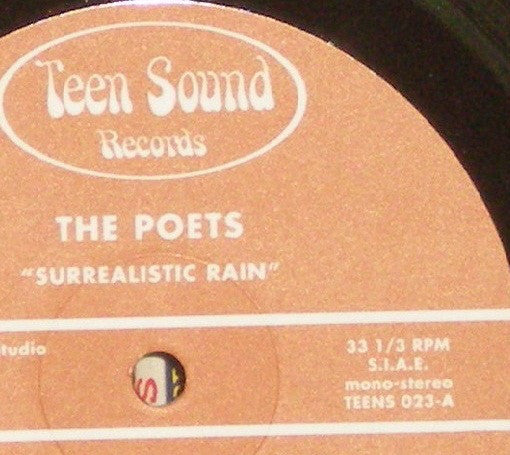 Teen Sound
Records
THE POETS
"SURREALISTIC RAIN"
tudio
33 1/3 RPM
S.I.A.E.
mono-stereo
TEENS 023-A
S